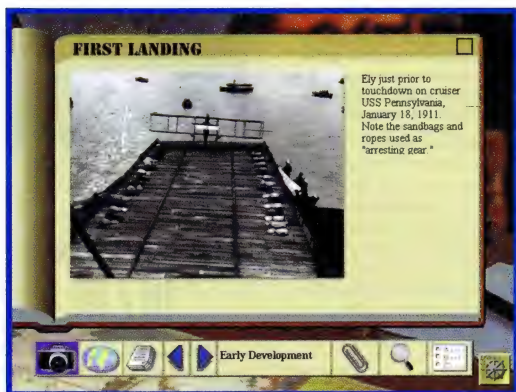 FIRST LANDING
Ely just prior to
touchdown on cruiser
USS Pennsylvania,
January 18, 1911.
Note the sandbags and
ropes used as
"arresting gear."
Early Development